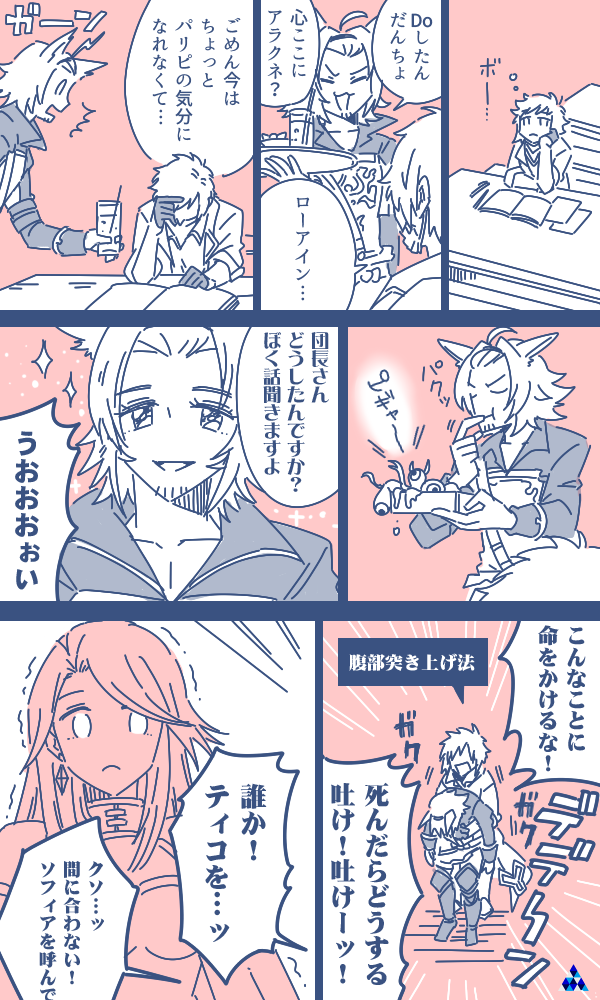 ボー…
Doしたん
だんちょ
心ここに
アラクネ？
ローアイン…
ごめん今は
ちょっと
パリピの気分に
なれなくて…
ガーン
パクッ
団長さん
どうしたんですか？
ぼく話聞きますよ
うおおおぉい
こんなことに
命をかけるな！
腹部突き上げ法
ガク
ガク
デデーン
死んだらどうする
吐け！吐けーッ！
誰か！
ティコを…ッ
クソ…ッ
間に合わない！
ソフィアを呼んで